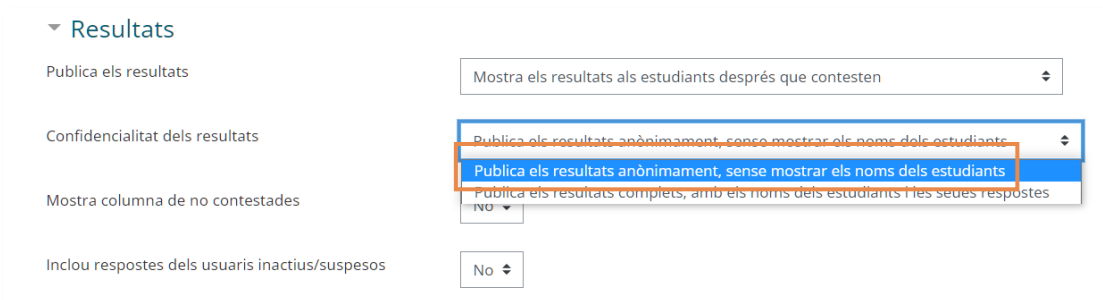 Resultats
Publica els resultats
Mostra els resultats als estudiants després que contesten
Confidencialitat dels resultats
Publica els resultats anònimament, sense mostrar els noms dels estudiants
Publica els resultats anònimament, sense mostrar els noms dels estudiants
Publica els resultats complets, amb els noms dels estudiants i les seues respostes
Mostra columna de no contestades
No
Inclou respostes dels usuaris inactius/suspesos
No